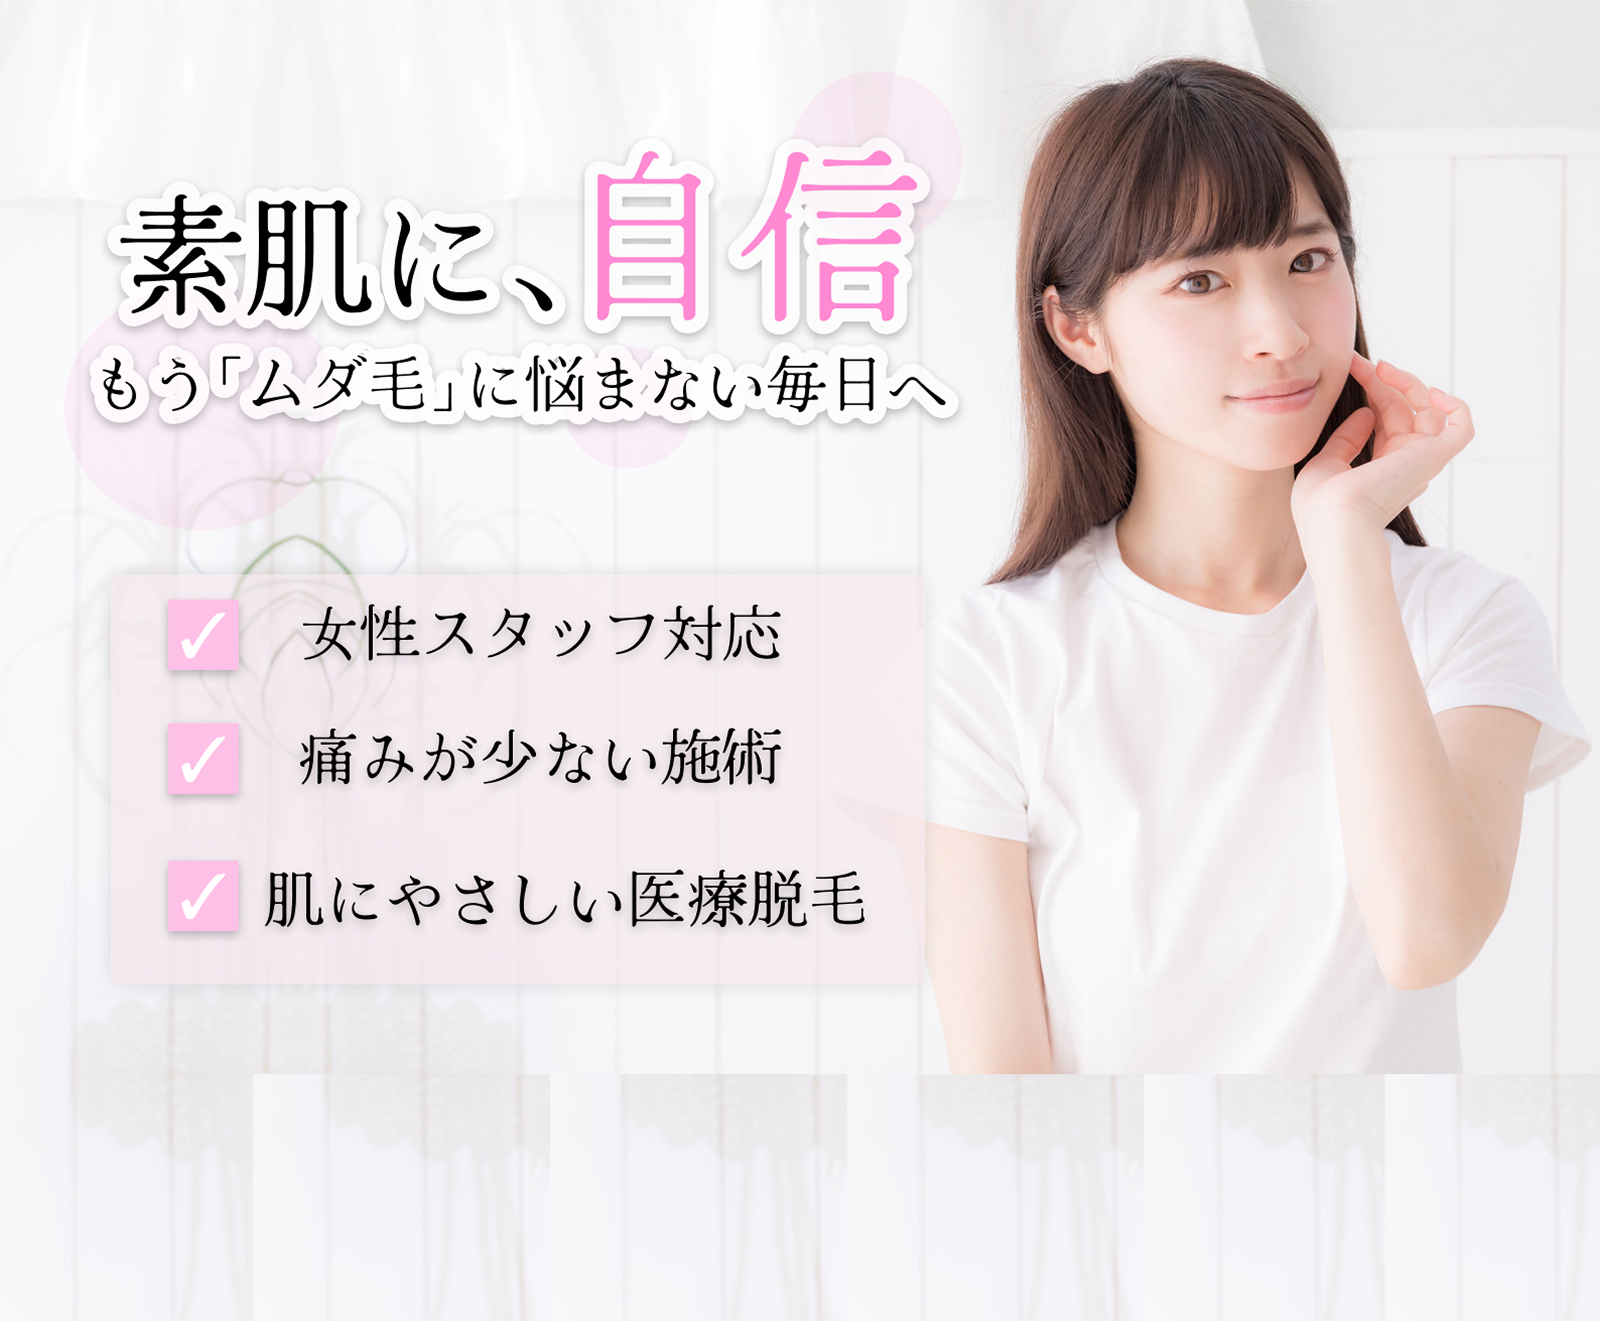 素肌に、自信
もう「ムダ毛」に悩まない毎日へ
女性スタッフ対応
痛みが少ない施術
肌にやさしい医療脱毛